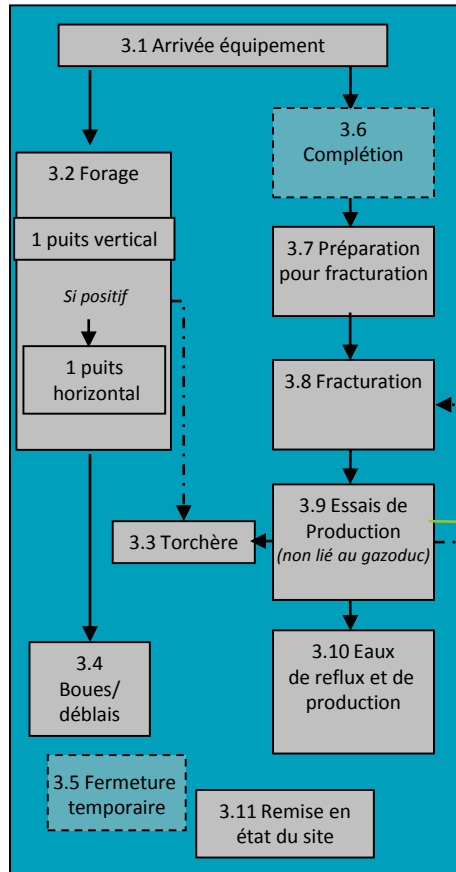 3.1 Arrivée équipement
3.2 Forage
1 puits vertical
Si positif
1 puits
horizontal
3.3 Torchère
3.4
Boues/
déblais
3.5 Fermeture
temporaire
3.6
Complétion
3.7 Préparation
pour fracturation
3.8 Fracturation
3.9 Essais de
Production
(non lié au gazoduc)
3.10 Eaux
de reflux et de
production
3.11 Remise en
état du site